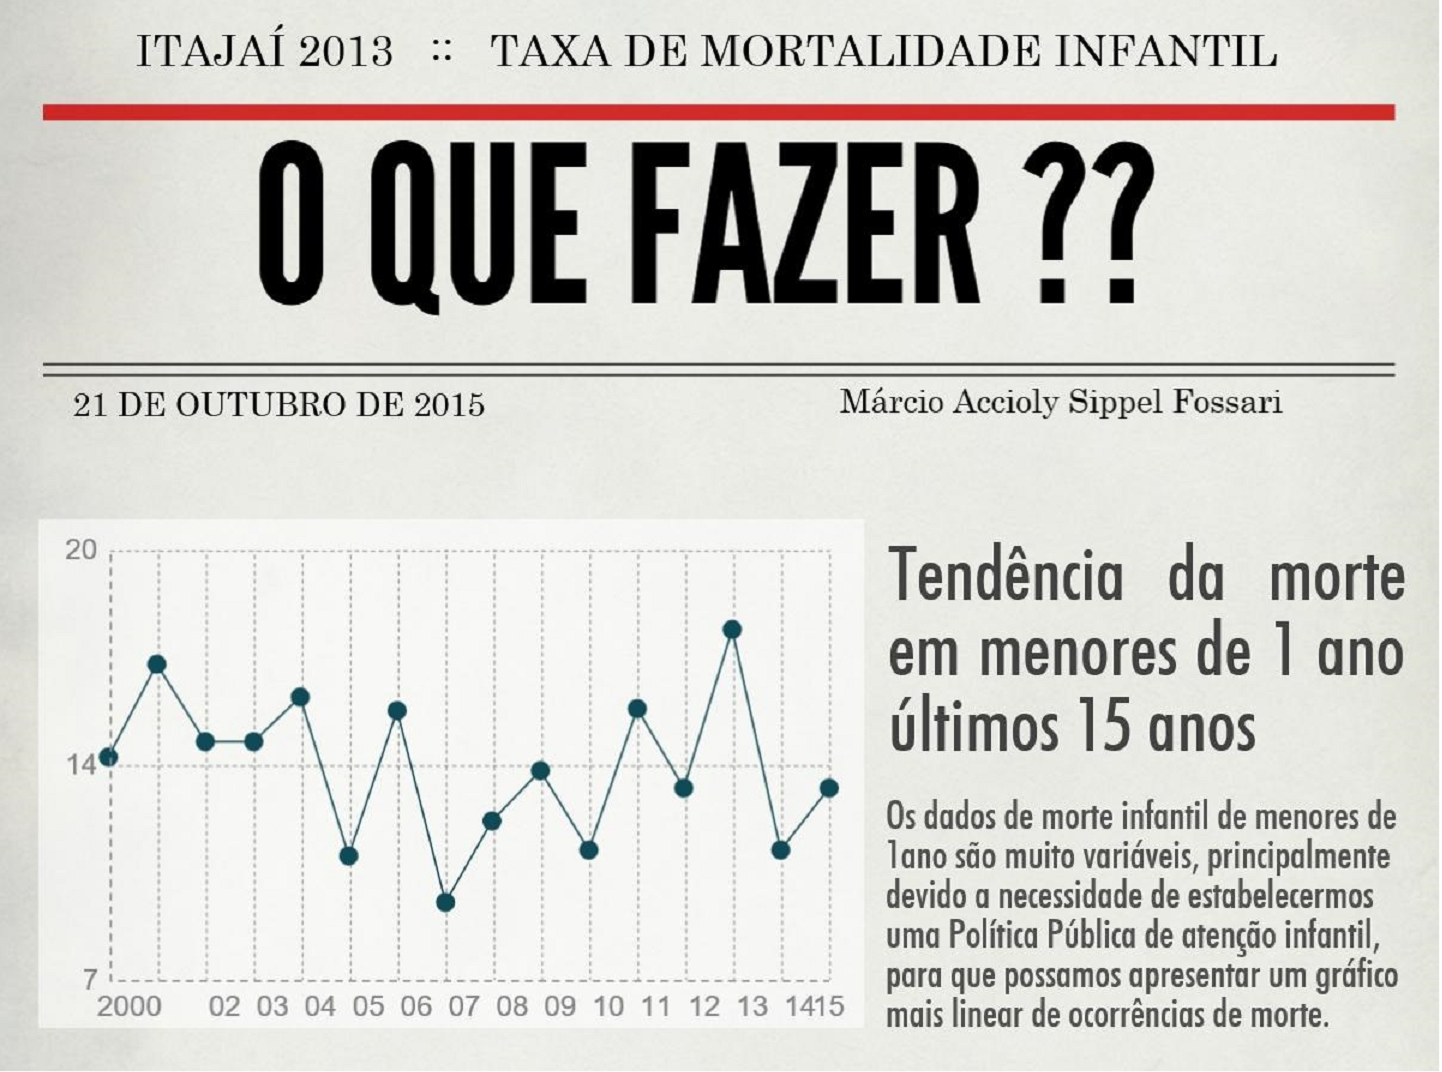 ITAJAÍ 2013 :: TAXA DE MORTALIDADE INFANTIL
O QUE FAZER ??
21 DE OUTUBRO DE 2015
Márcio Accioly Sippel Fossari
20
14
7
2000 02 03 04 05 06 07 08 09 10 11 12 13 1415
Tendência da morte
em menores de 1 ano
últimos 15 anos
Os dados de morte infantil de menores de
1ano são muito variáveis, principalmente
devido a necessidade de estabelecermos
uma Política Pública de atenção infantil,
para que possamos apresentar um gráfico
mais linear de ocorrências de morte.